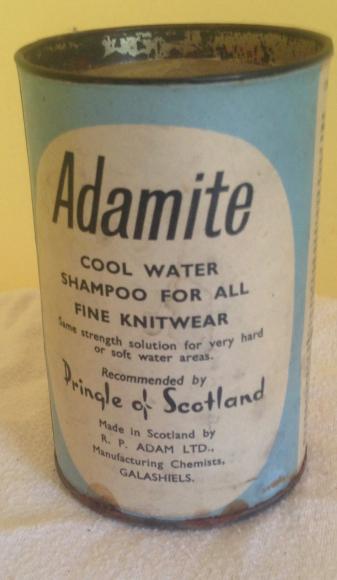 Adamite
COOL WATER
SHAMPOO FOR ALL
FINE KNITWEAR
Same strength solution for very hard
or soft water areas.
Recommended by
Pringle of Scotland
Made in Scotland by
R. P. ADAM LTD.,
Manufacturing Chemists,
GALASHIELS.